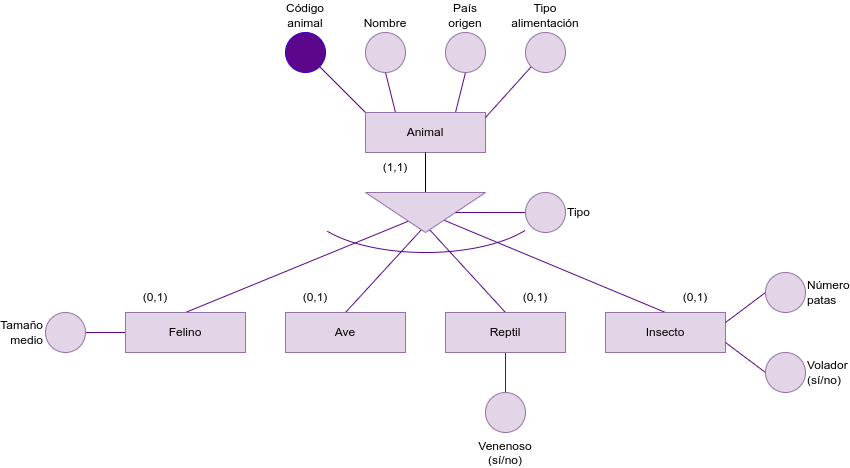 Código
animal
Nombre
País
origen
Tipo
alimentación
Animal
(1,1)
Tipo
(0,1)
(0,1)
(0,1)
(0,1)
Número
patas
Tamaño
medio
Felino
Ave
Reptil
Insecto
Volador
(sí/no)
Venenoso
(sí/no)